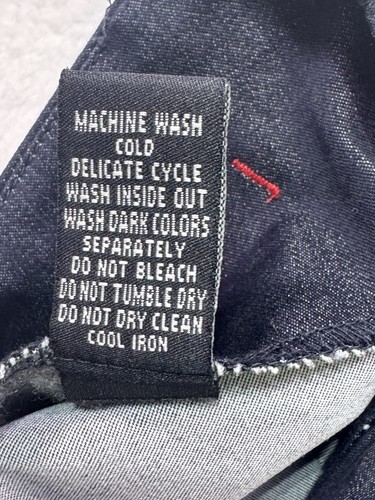 MACHINE WASH
COLD
DELICATE CYCLE
WASH INSIDE OUT
WASH DARK COLORS
SEPARATELY
DO NOT BLEACH
DO NOT TUMBLE DRY
DO NOT DRY CLEAN
COOL IRON